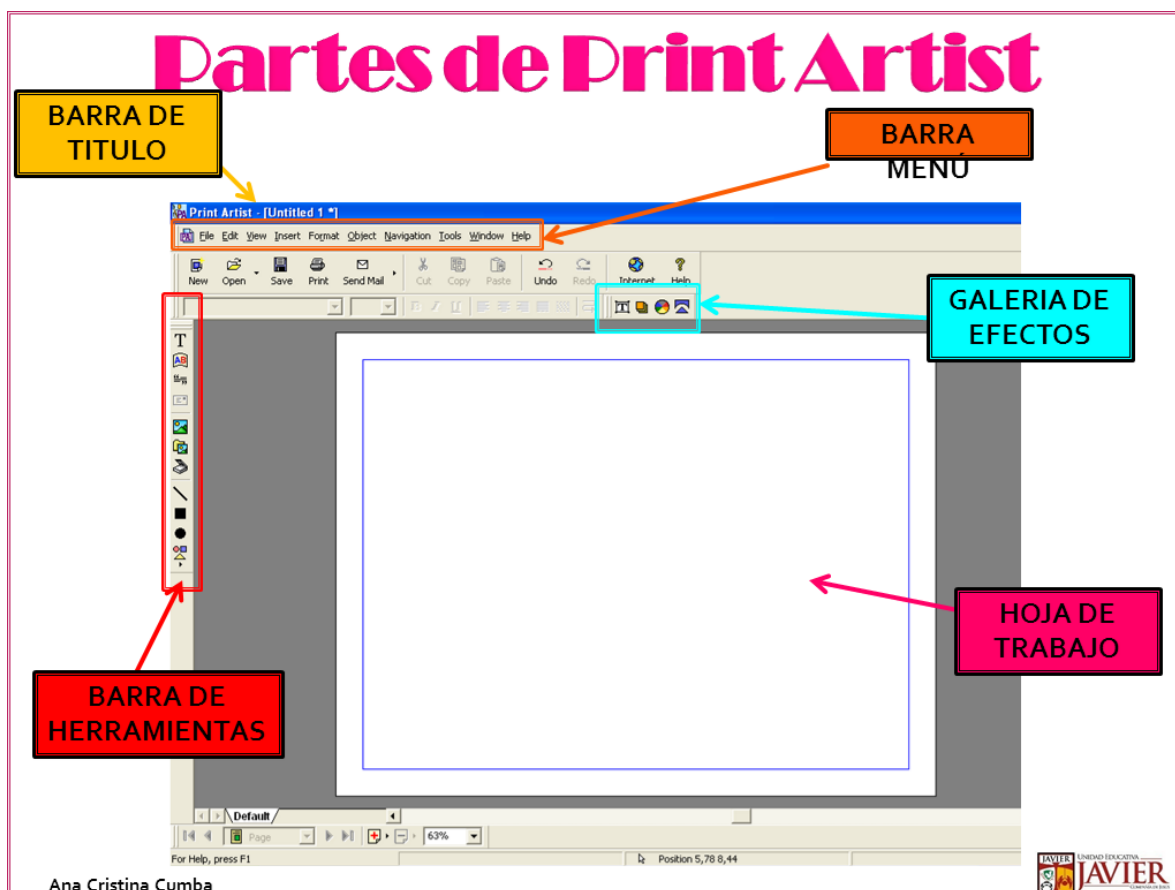 Partes de Print Artist
BARRA DE
TITULO
BARRA
MENÚ
Print Artist - [Untitled 1 *]
File Edit View Insert Format Object Navigation Tools Window Help
New Open Save Print Send Mail Cut Copy Paste Undo Redo Internet Help
B I U
GALERIA DE
EFECTOS
T
AB
HOJA DE
TRABAJO
BARRA DE
HERRAMIENTAS
Default
Page 63%
For Help, press F1 Position 5,78 8,44
Ana Cristina Cumba
JAVIER UNIDAD EDUCATIVA
JAVIER